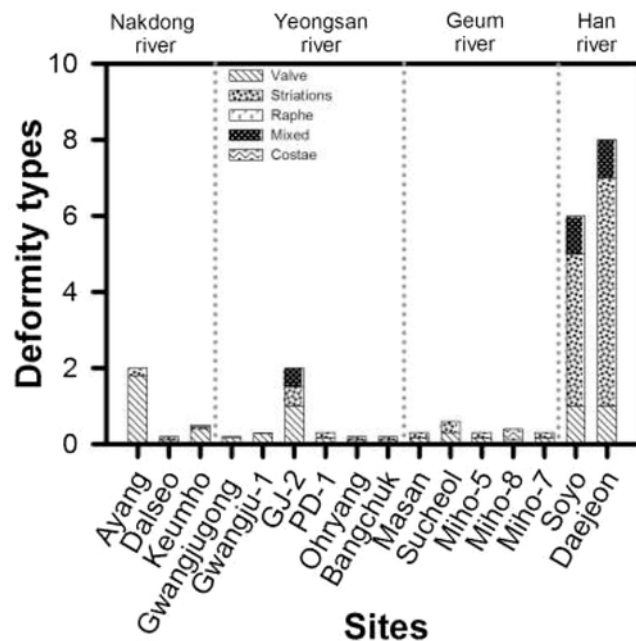 Nakdong river
Yeongsan river
Geum river
Han river
Valve
Striations
Raphe
Mixed
Costae
10
8
6
4
2
0
Deformity types
Ayang
Dalseo
Keumho
Gwangjugong
Gwangju-1
GJ-2
PD-1
Ohryang
Bangchuk
Masan
Sucheol
Miho-5
Miho-8
Miho-7
Soyo
Daejeon
Sites